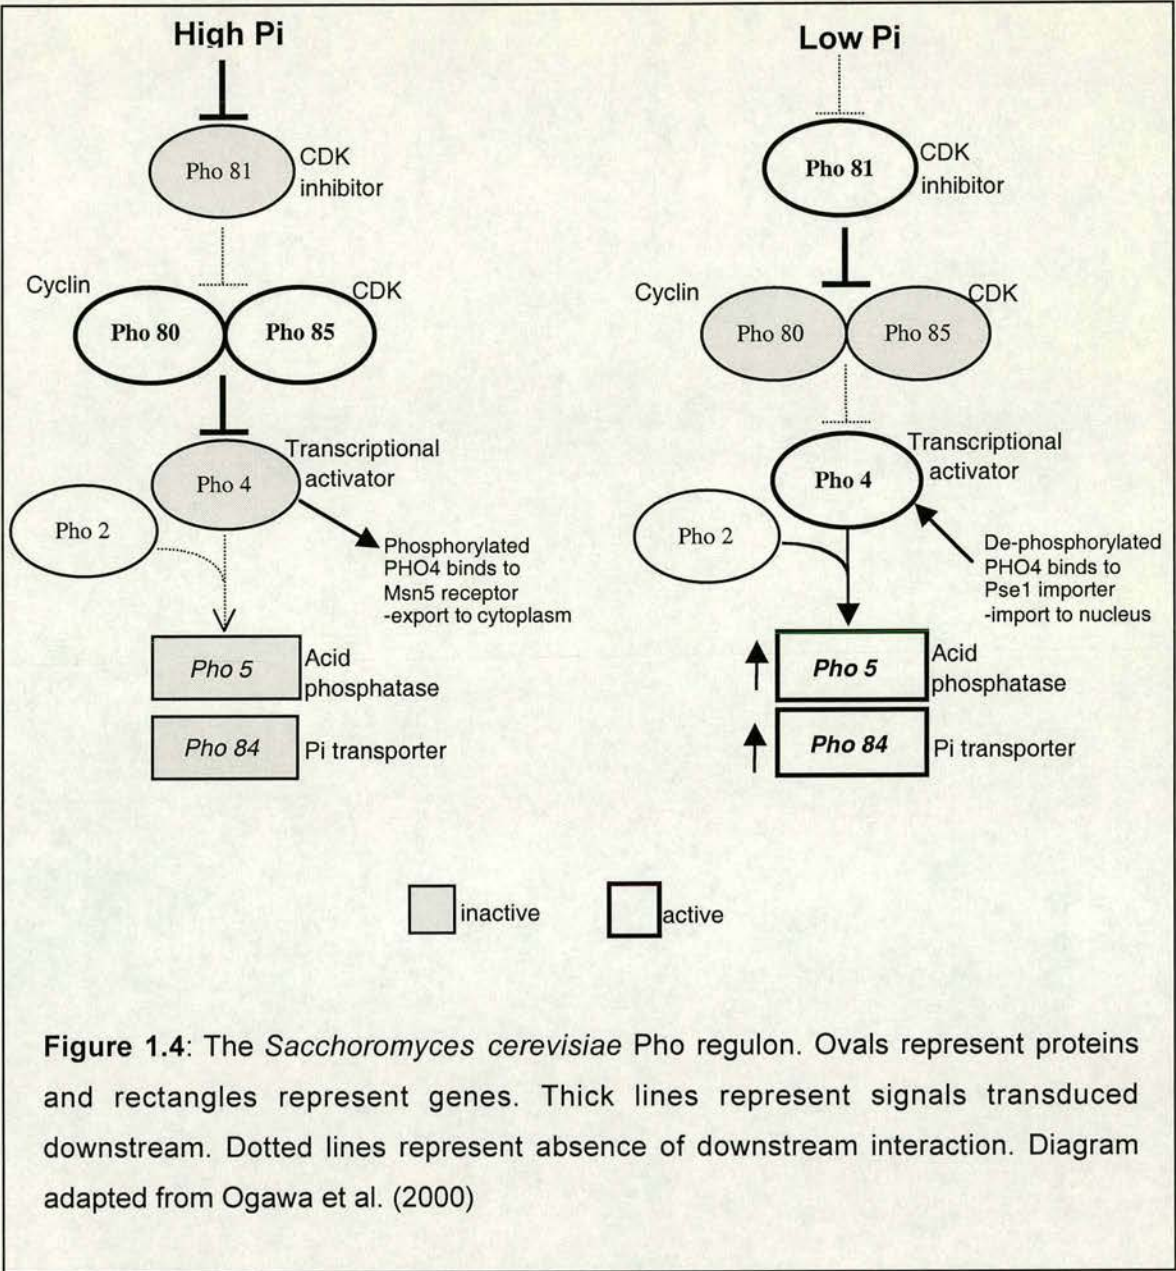 High Pi
Pho 81
CDK
inhibitor
Cyclin
CDK
Pho 80
Pho 85
Transcriptional
activator
Pho 4
Pho 2
Phosphorylated
PHO4 binds to
Msn5 receptor
-export to cytoplasm
Pho 5
Acid
phosphatase
Pho 84
Pi transporter
Low Pi
Pho 81
CDK
inhibitor
Cyclin
CDK
Pho 80
Pho 85
Transcriptional
activator
Pho 4
Pho 2
De-phosphorylated
PHO4 binds to
Pse1 importer
-import to nucleus
Pho 5
Acid
phosphatase
Pho 84
Pi transporter
inactive
active
Figure 1.4: The Sacchoromyces cerevisiae Pho regulon. Ovals represent proteins
and rectangles represent genes. Thick lines represent signals transduced
downstream. Dotted lines represent absence of downstream interaction. Diagram
adapted from Ogawa et al. (2000)